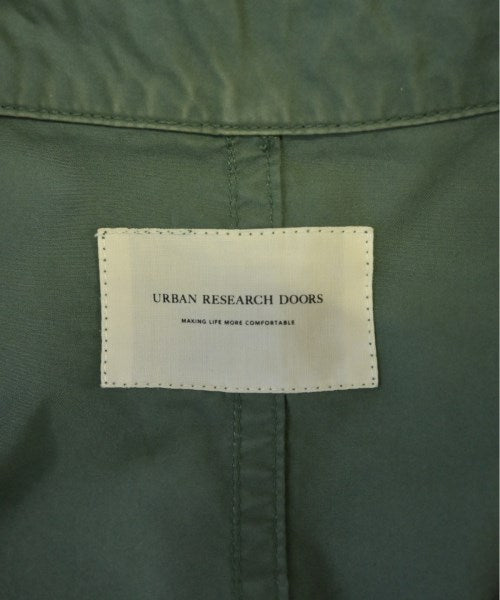 URBAN RESEARCH DOORS
MAKING LIFE MORE COMFORTABLE